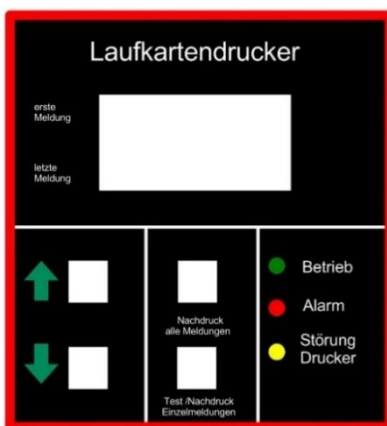 Laufkartendrucker
erste
Meldung
letzte
Meldung
Nachdruck
alle Meldungen
Test /Nachdruck
Einzelmeldungen
Betrieb
Alarm
Störung
Drucker